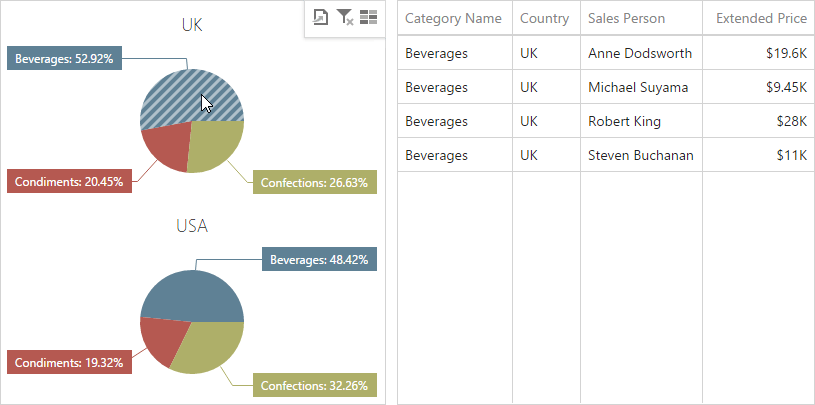 UK
Beverages: 52.92%
Condiments: 20.45%
Confections: 26.63%
USA
Beverages: 48.42%
Condiments: 19.32%
Confections: 32.26%
Category Name Country Sales Person Extended Price
Beverages UK Anne Dodsworth $19.6K
Beverages UK Michael Suyama $9.45K
Beverages UK Robert King $28K
Beverages UK Steven Buchanan $11K